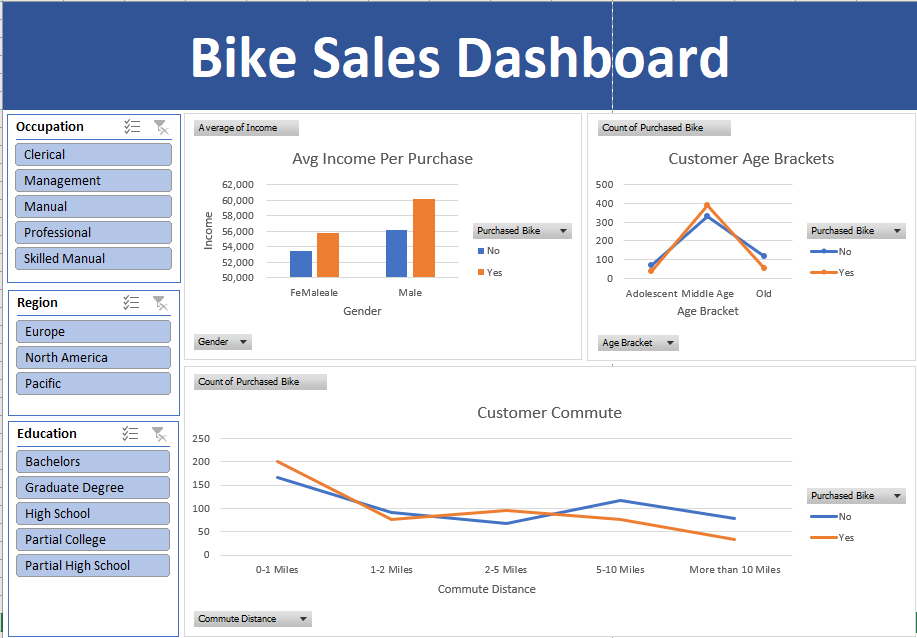 Bike Sales Dashboard
Occupation
Clerical
Management
Manual
Professional
Skilled Manual
Region
Europe
North America
Pacific
Education
Bachelors
Graduate Degree
High School
Partial College
Partial High School
Average of Income
Avg Income Per Purchase
62,000
60,000
58,000
56,000
54,000
52,000
50,000
Income
FeMaleale
Male
Gender
Purchased Bike
No
Yes
Gender
Count of Purchased Bike
Customer Age Brackets
500
400
300
200
100
0
Adolescent Middle Age Old
Age Bracket
Purchased Bike
No
Yes
Age Bracket
Count of Purchased Bike
Customer Commute
250
200
150
100
50
0
0-1 Miles
1-2 Miles
2-5 Miles
5-10 Miles
More than 10 Miles
Commute Distance
Purchased Bike
No
Yes
Commute Distance